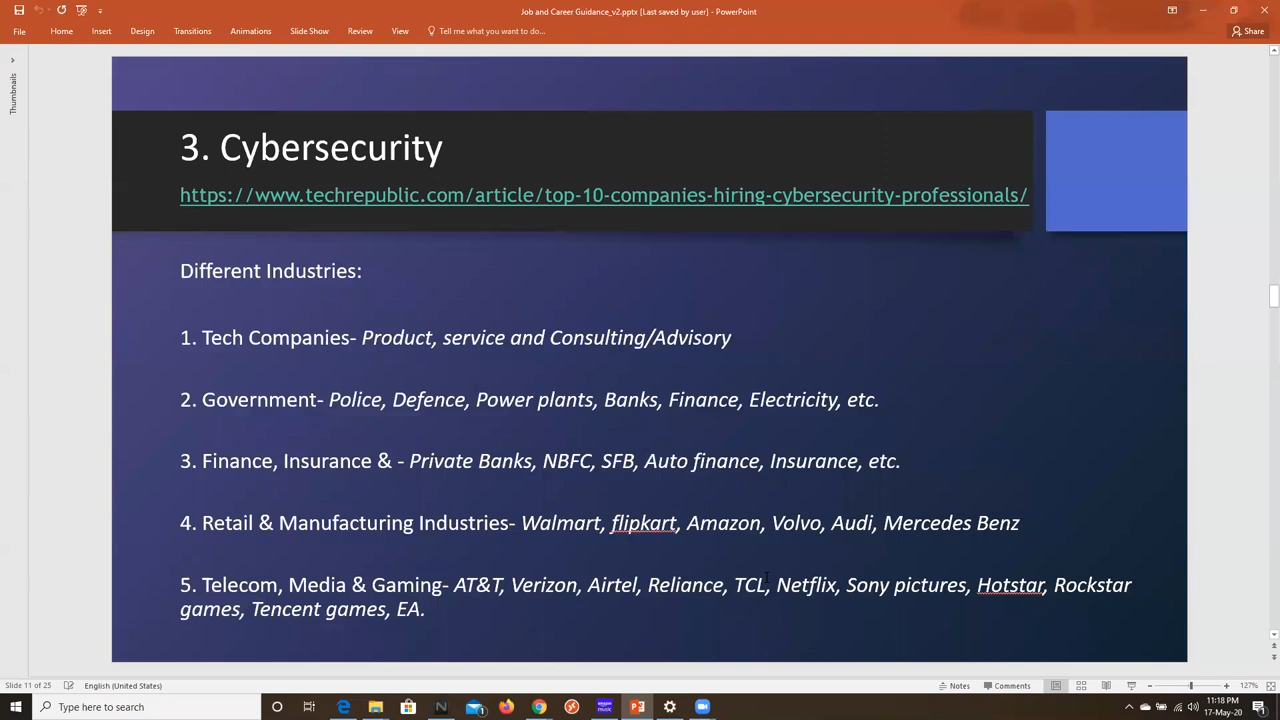 Job and Career Guidance_v2.pptx [Last saved by user] - PowerPoint
File Home Insert Design Transitions Animations Slide Show Review View Tell me what you want to do... Share
Thumbnails
3. Cybersecurity
https://www.techrepublic.com/article/top-10-companies-hiring-cybersecurity-professionals/
Different Industries:
1. Tech Companies- Product, service and Consulting/Advisory
2. Government- Police, Defence, Power plants, Banks, Finance, Electricity, etc.
3. Finance, Insurance & - Private Banks, NBFC, SFB, Auto finance, Insurance, etc.
4. Retail & Manufacturing Industries- Walmart, flipkart, Amazon, Volvo, Audi, Mercedes Benz
5. Telecom, Media & Gaming- AT&T, Verizon, Airtel, Reliance, TCL, Netflix, Sony pictures, Hotstar, Rockstar
games, Tencent games, EA.
Slide 11 of 25 English (United States) Notes Comments 127%
Type here to search
11:18 PM
17-May-20